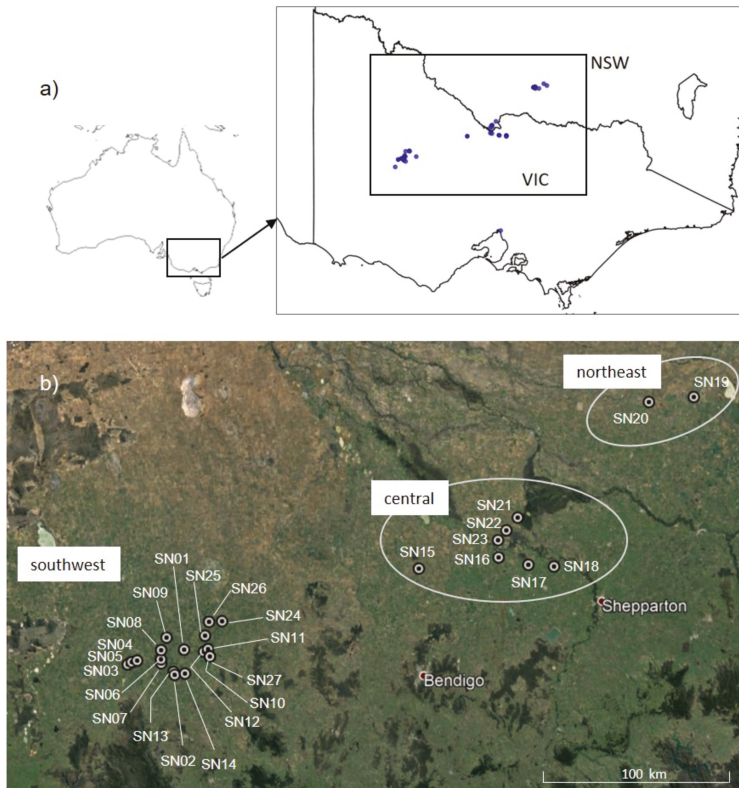 a)
NSW
VIC
b)
northeast
SN19
SN20
central
SN21
SN22
SN23
SN15
SN16
SN17
SN18
southwest
SN01
SN25
SN26
SN09
SN24
SN08
SN04
SN11
SN05
SN03
SN06
SN27
SN07
SN10
SN13
SN12
SN02
SN14
Shepparton
Bendigo
100 km